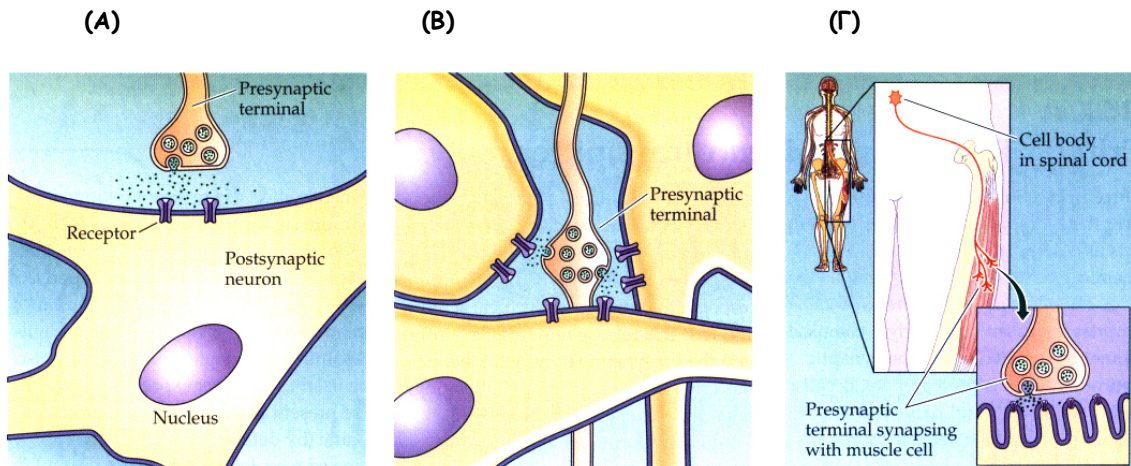 (Α)
(Β)
(Γ)
Presynaptic
terminal
Receptor
Postsynaptic
neuron
Nucleus
Presynaptic
terminal
Cell body
in spinal cord
Presynaptic
terminal synapsing
with muscle cell